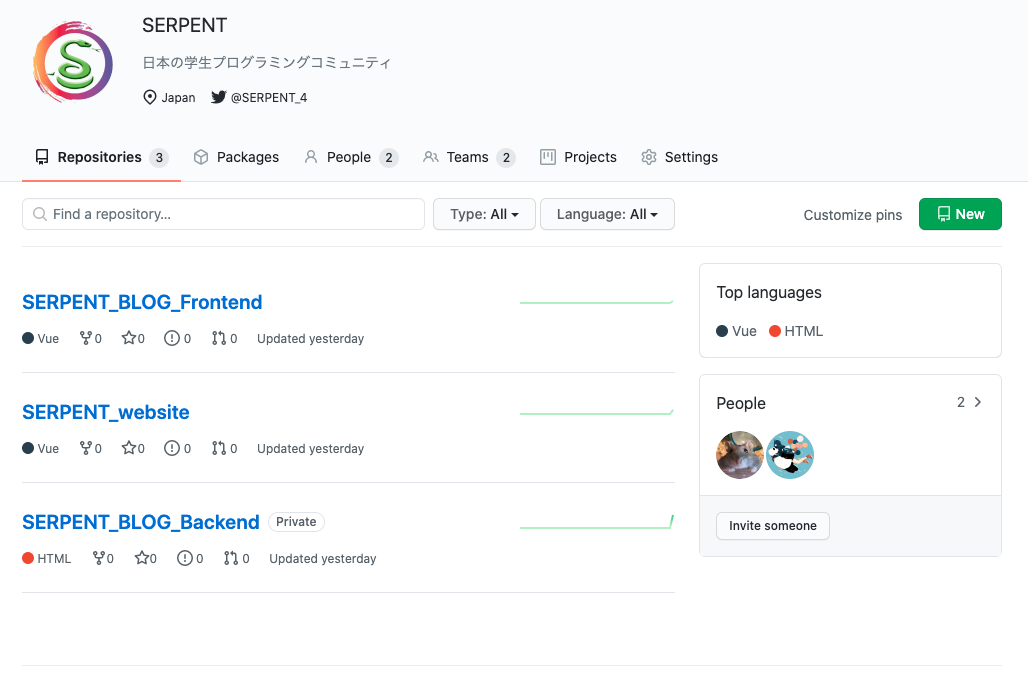 SERPENT
日本の学生プログラミングコミュニティ
Japan @SERPENT_4
Repositories 3 Packages People 2 Teams 2 Projects Settings
Find a repository... Type: All Language: All Customize pins New
SERPENT_BLOG_Frontend
Vue 0 0 0 0 Updated yesterday
SERPENT_website
Vue 0 0 0 0 Updated yesterday
SERPENT_BLOG_Backend Private
HTML 0 0 0 0 Updated yesterday
Top languages
Vue HTML
People 2
Invite someone